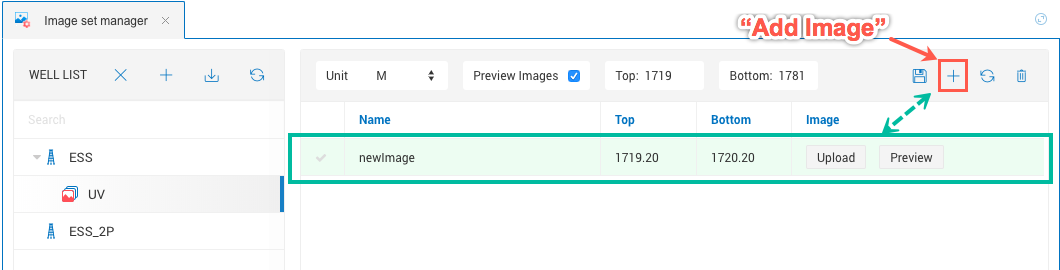 Image set manager
"Add Image"
WELL LIST
Unit M Preview Images Top: 1719 Bottom: 1781
Search
Name Top Bottom Image
ESS
newImage 1719.20 1720.20 Upload Preview
UV
ESS_2P